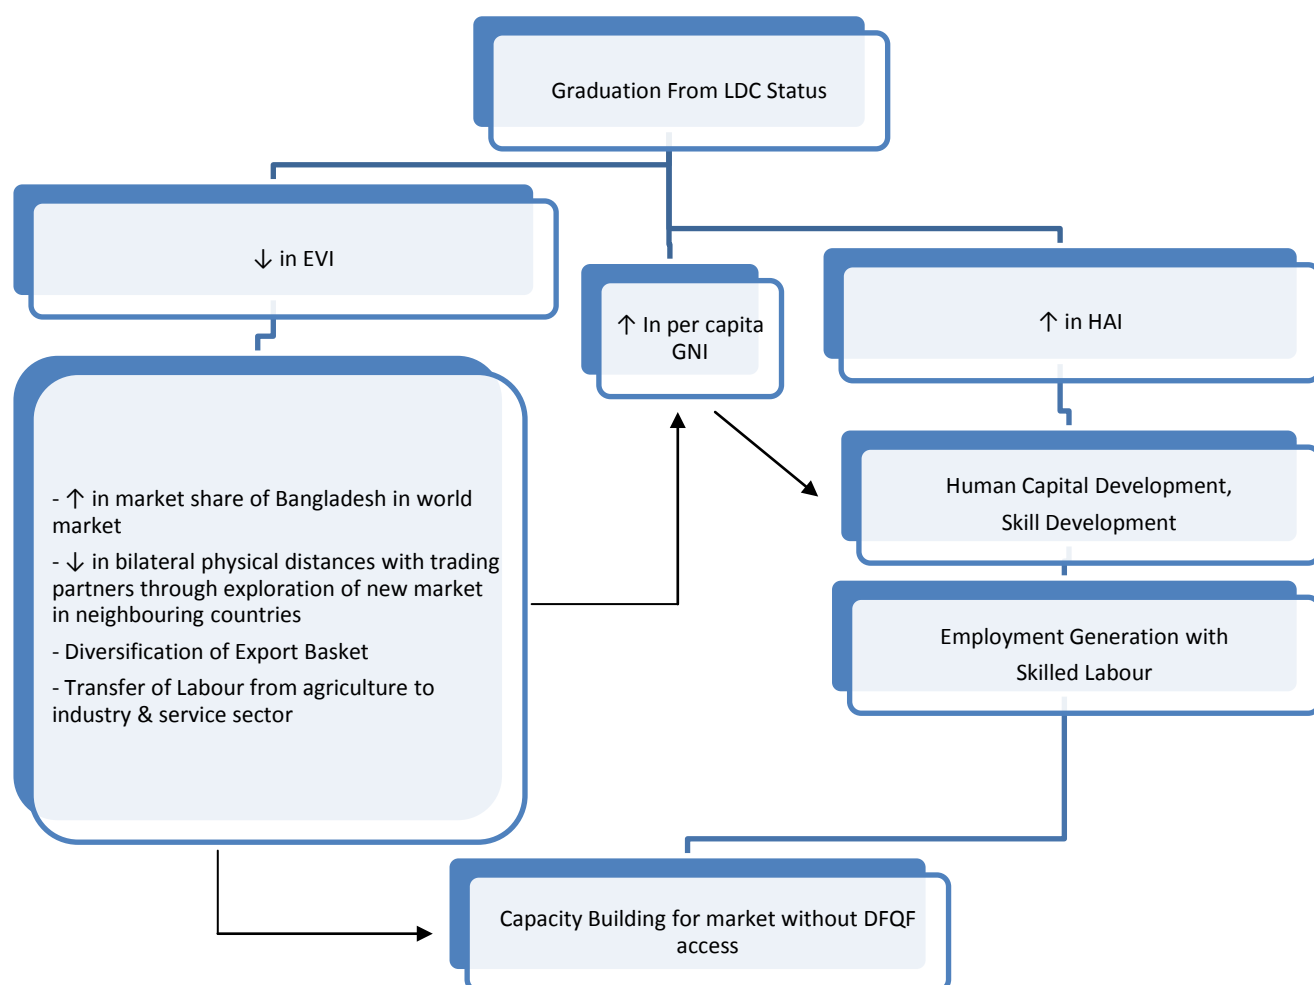 Graduation From LDC Status
↓ in EVI
↑ In per capita
GNI
↑ in HAI
- ↑ in market share of Bangladesh in world
market
- ↓ in bilateral physical distances with trading
partners through exploration of new market
in neighbouring countries
- Diversification of Export Basket
- Transfer of Labour from agriculture to
industry & service sector
Human Capital Development,
Skill Development
Employment Generation with
Skilled Labour
Capacity Building for market without DFQF
access